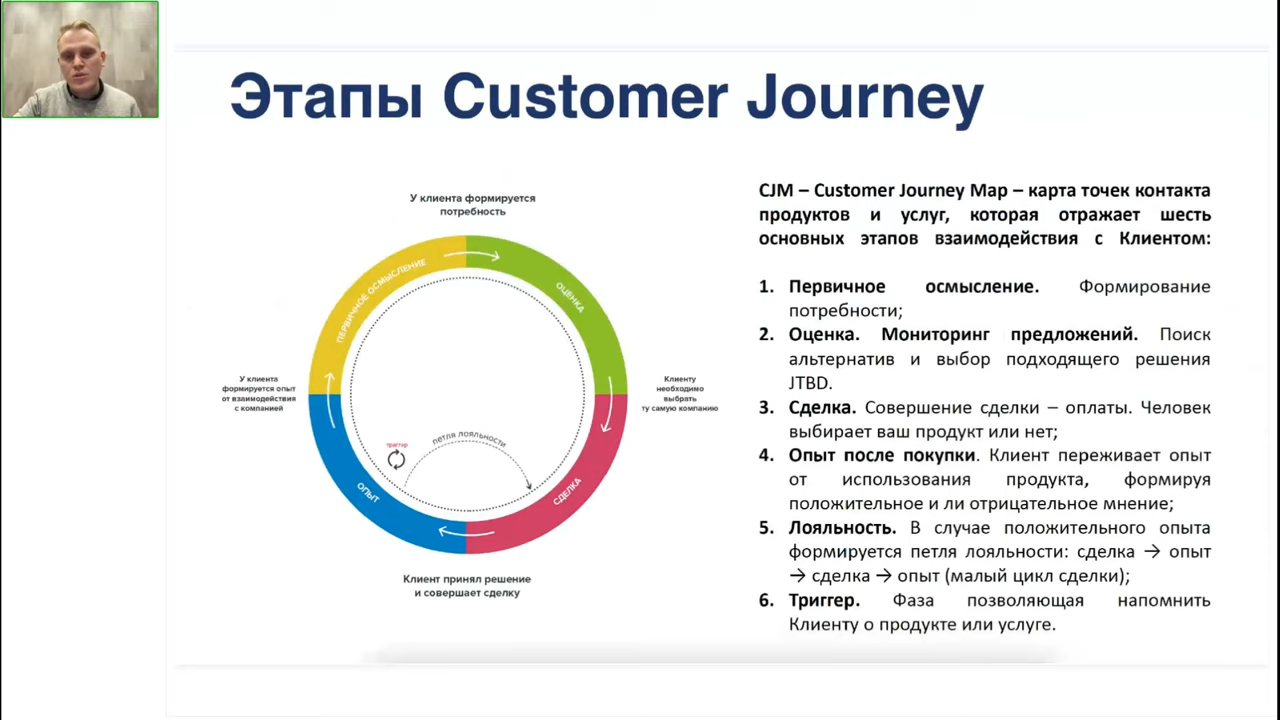 Этапы Customer Journey
У клиента формируется
потребность
ПЕРВИЧНОЕ ОСМЫСЛЕНИЕ
ОЦЕНКА
У клиента
формируется опыт
от взаимодействия
с компанией
Клиенту
необходимо
выбрать
ту самую компанию
триггер
петля лояльности
ОПЫТ
СДЕЛКА
Клиент принял решение
и совершает сделку
CJM – Customer Journey Map – карта точек контакта
продуктов и услуг, которая отражает шесть
основных этапов взаимодействия с Клиентом:
1. Первичное осмысление. Формирование
потребности;
2. Оценка. Мониторинг предложений. Поиск
альтернатив и выбор подходящего решения
JTBD.
3. Сделка. Совершение сделки – оплаты. Человек
выбирает ваш продукт или нет;
4. Опыт после покупки. Клиент переживает опыт
от использования продукта, формируя
положительное и ли отрицательное мнение;
5. Лояльность. В случае положительного опыта
формируется петля лояльности: сделка → опыт
→ сделка → опыт (малый цикл сделки);
6. Триггер. Фаза позволяющая напомнить
Клиенту о продукте или услуге.